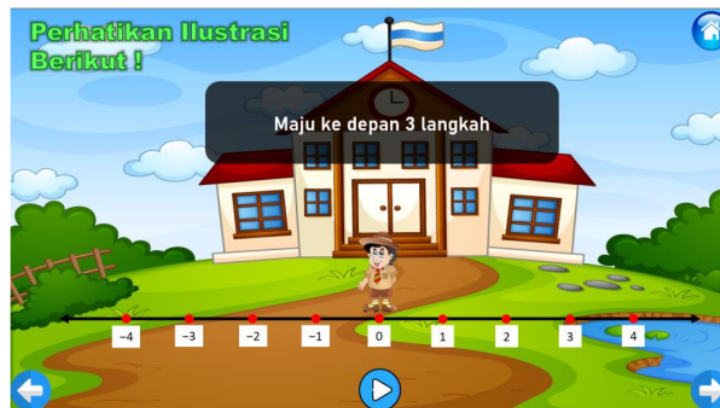 Perhatikan Ilustrasi
Berikut !
Maju ke depan 3 langkah
−4 −3 −2 −1 0 1 2 3 4